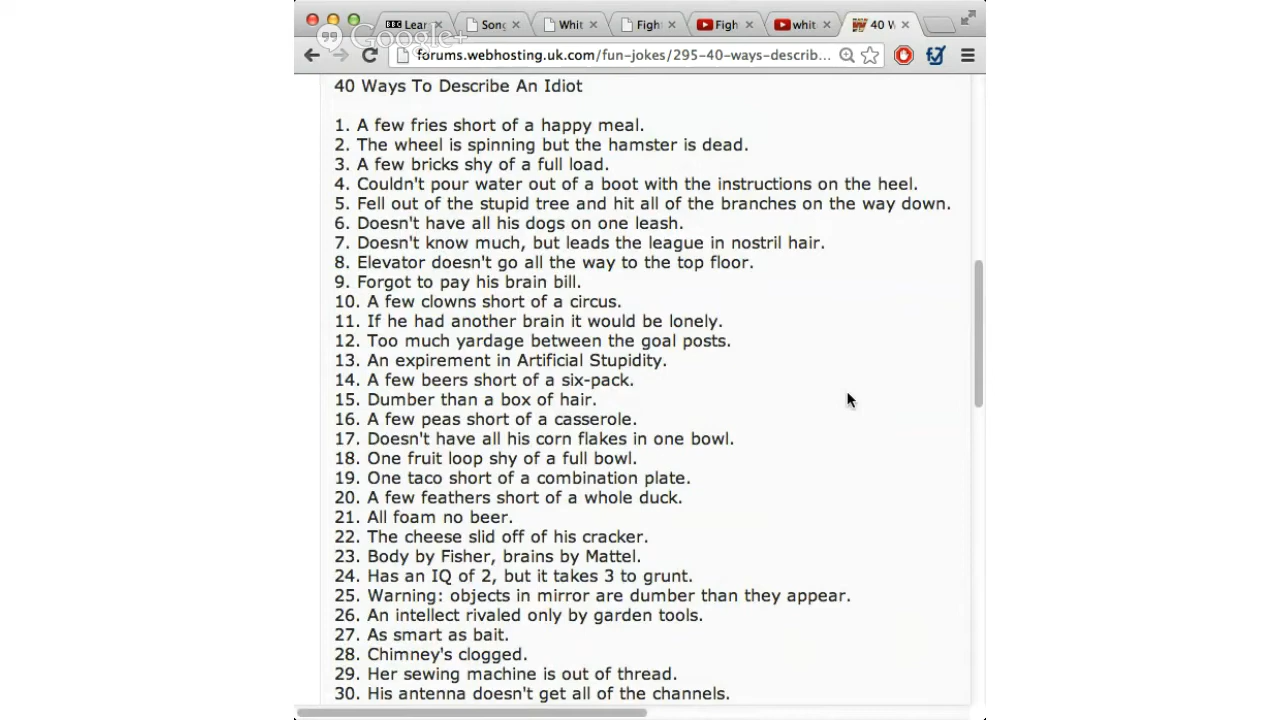 BBC Lear
Song
Whit
Figh
Figh
whit
40 W
Google+
forums.webhosting.uk.com/fun-jokes/295-40-ways-describ...
40 Ways To Describe An Idiot
1. A few fries short of a happy meal.
2. The wheel is spinning but the hamster is dead.
3. A few bricks shy of a full load.
4. Couldn't pour water out of a boot with the instructions on the heel.
5. Fell out of the stupid tree and hit all of the branches on the way down.
6. Doesn't have all his dogs on one leash.
7. Doesn't know much, but leads the league in nostril hair.
8. Elevator doesn't go all the way to the top floor.
9. Forgot to pay his brain bill.
10. A few clowns short of a circus.
11. If he had another brain it would be lonely.
12. Too much yardage between the goal posts.
13. An expirement in Artificial Stupidity.
14. A few beers short of a six-pack.
15. Dumber than a box of hair.
16. A few peas short of a casserole.
17. Doesn't have all his corn flakes in one bowl.
18. One fruit loop shy of a full bowl.
19. One taco short of a combination plate.
20. A few feathers short of a whole duck.
21. All foam no beer.
22. The cheese slid off of his cracker.
23. Body by Fisher, brains by Mattel.
24. Has an IQ of 2, but it takes 3 to grunt.
25. Warning: objects in mirror are dumber than they appear.
26. An intellect rivaled only by garden tools.
27. As smart as bait.
28. Chimney's clogged.
29. Her sewing machine is out of thread.
30. His antenna doesn't get all of the channels.